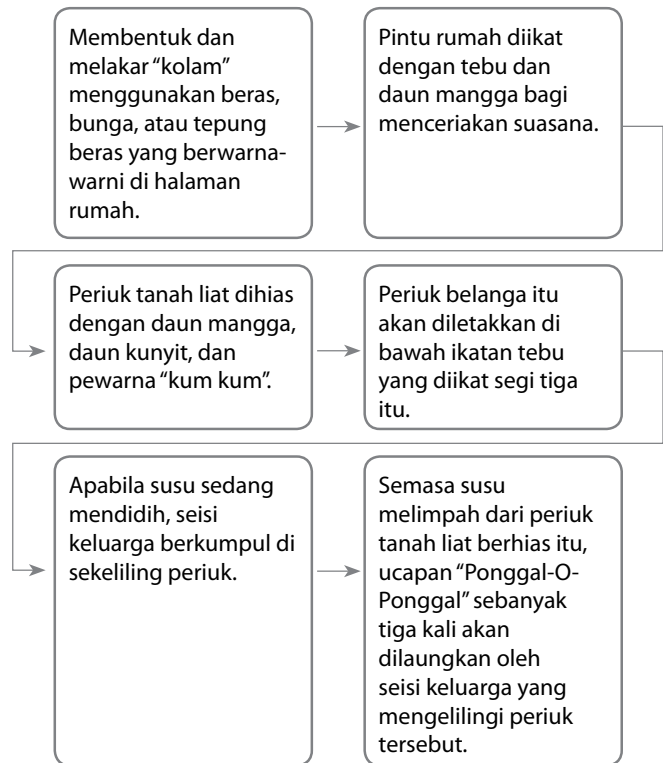 Membentuk dan
melakar “kolam”
menggunakan beras,
bunga, atau tepung
beras yang berwarna-
warni di halaman
rumah.
Pintu rumah diikat
dengan tebu dan
daun mangga bagi
menceriakan suasana.
Periuk tanah liat dihias
dengan daun mangga,
daun kunyit, dan
pewarna “kum kum”.
Periuk belanga itu
akan diletakkan di
bawah ikatan tebu
yang diikat segi tiga
itu.
Apabila susu sedang
mendidih, seisi
keluarga berkumpul di
sekeliling periuk.
Semasa susu
melimpah dari periuk
tanah liat berhias itu,
ucapan “Ponggal-O-
Ponggal” sebanyak
tiga kali akan
dilaungkan oleh
seisi keluarga yang
mengelilingi periuk
tersebut.